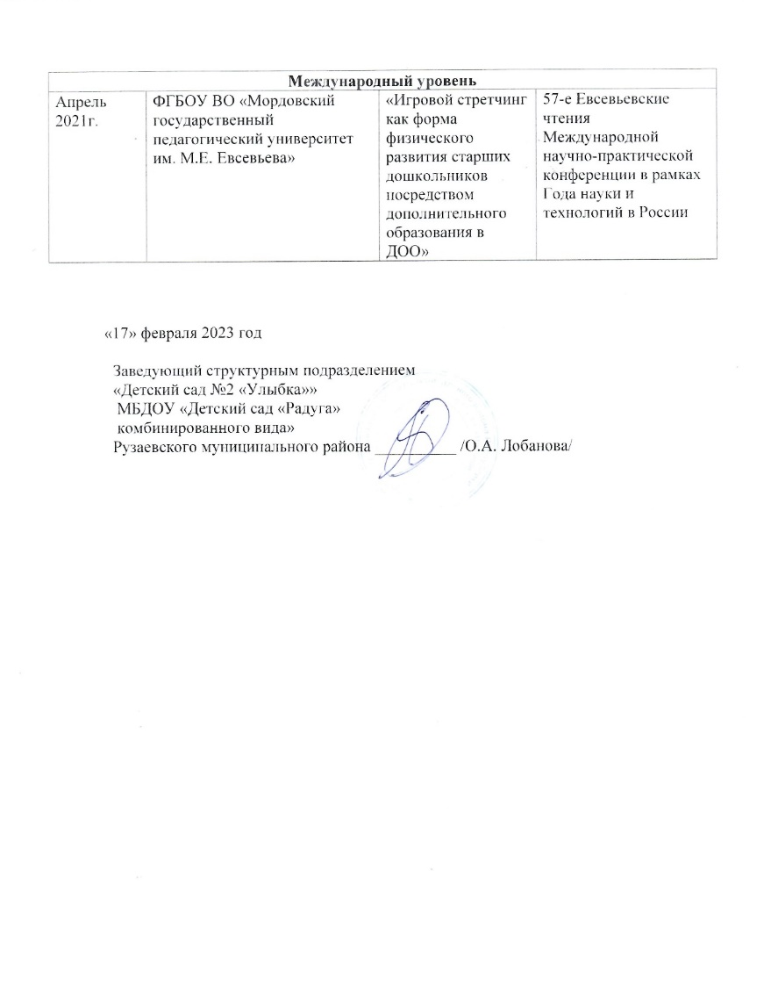 Международный уровень
Апрель
2021г.
ФГБОУ ВО «Мордовский
государственный
педагогический университет
им. М.Е. Евсевьева»
«Игровой стретчинг
как форма
физического
развития старших
дошкольников
посредством
дополнительного
образования в
ДОО»
57-е Евсевьевские
чтения
Международной
научно-практической
конференции в рамках
Года науки и
технологий в России
«17» февраля 2023 год
Заведующий структурным подразделением
«Детский сад №2 «Улыбка»»
МБДОУ «Детский сад «Радуга»
комбинированного вида»
Рузаевского муниципального района __________ /О.А. Лобанова/